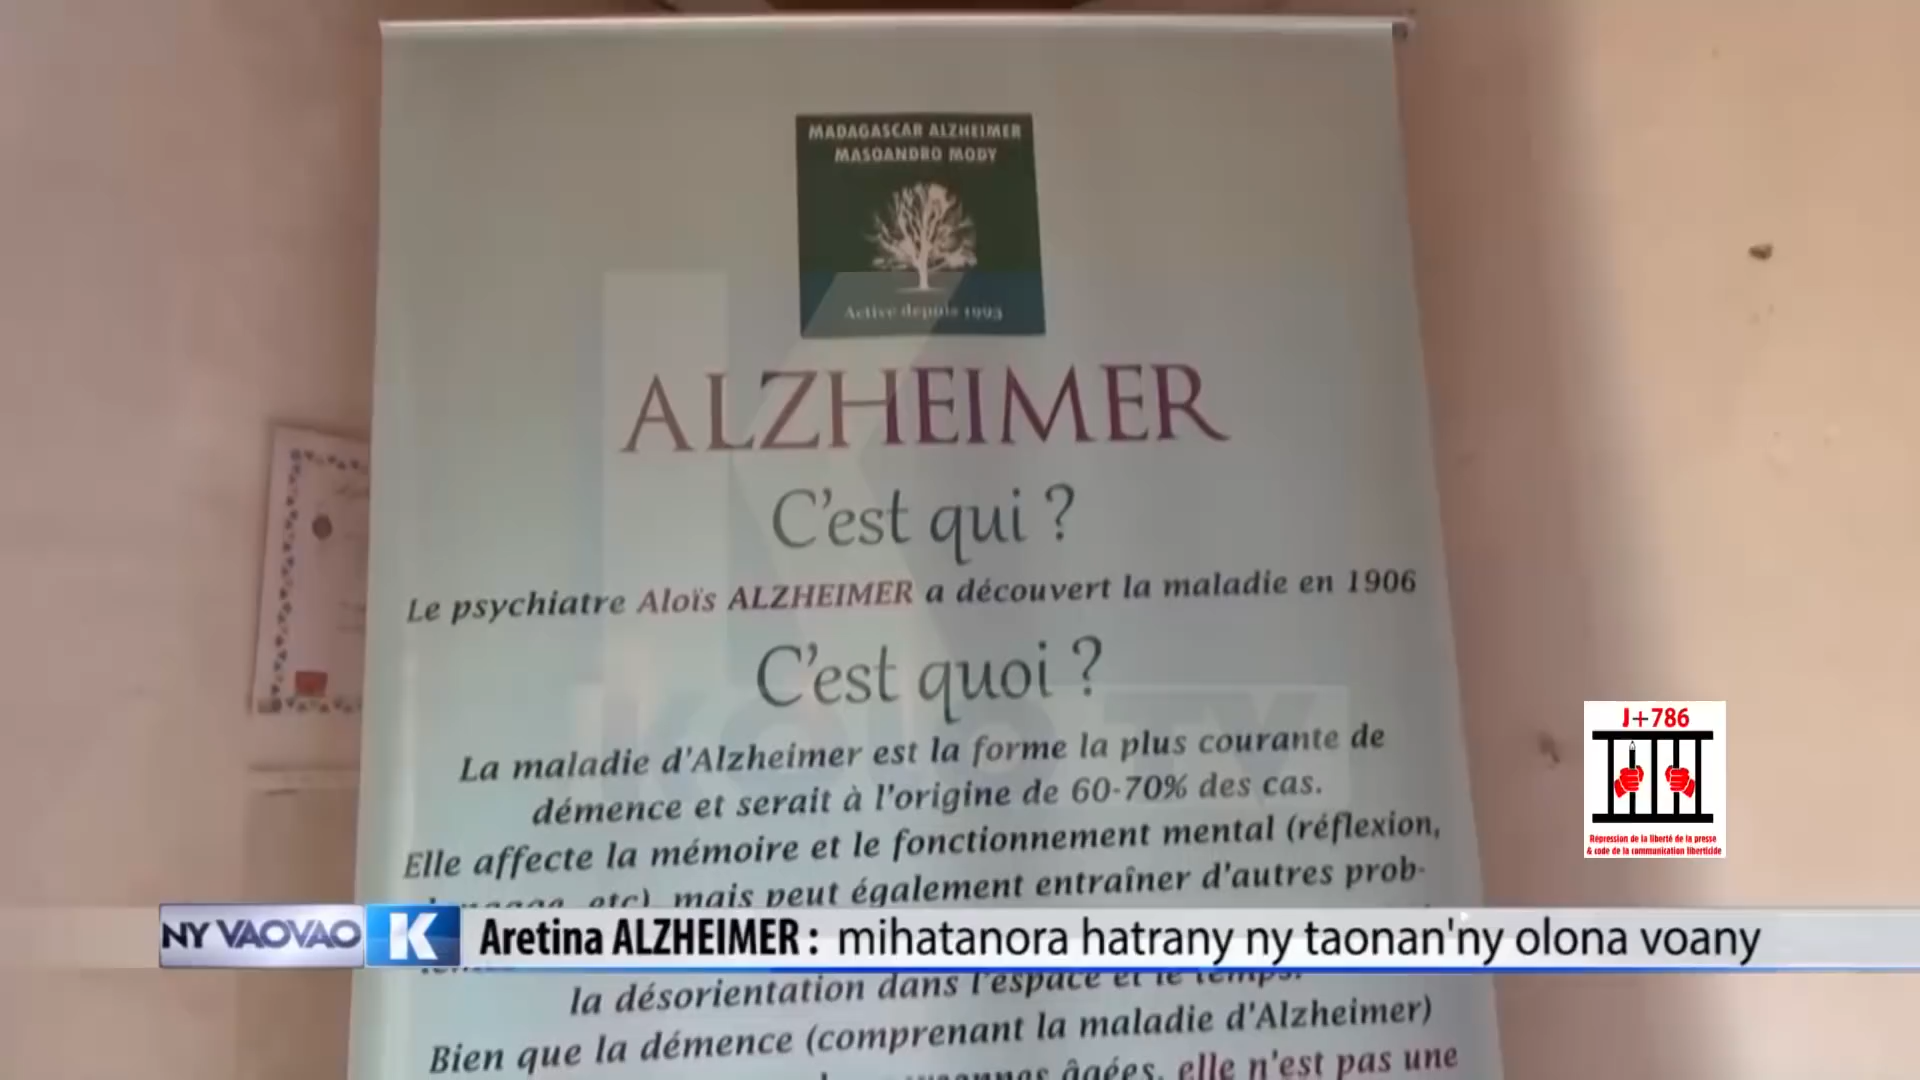 MADAGASCAR ALZHEIMER
MASOANDRO MODY
Active depuis 1993
ALZHEIMER
C'est qui ?
Le psychiatre Aloïs ALZHEIMER a découvert la maladie en 1906
C'est quoi ?
La maladie d'Alzheimer est la forme la plus courante de
démence et serait à l'origine de 60-70% des cas.
Elle affecte la mémoire et le fonctionnement mental (réflexion,
etc), mais peut également entraîner d'autres prob-
la désorientation dans l'espace et le temps.
Bien que la démence (comprenant la maladie d'Alzheimer)
âgées, elle n'est pas une
KOLO TV
J+786
Répression de la liberté de la presse
& code de la communication liberticide
NY VAOVAO K Aretina ALZHEIMER : mihatanora hatrany ny taonan'ny olona voany